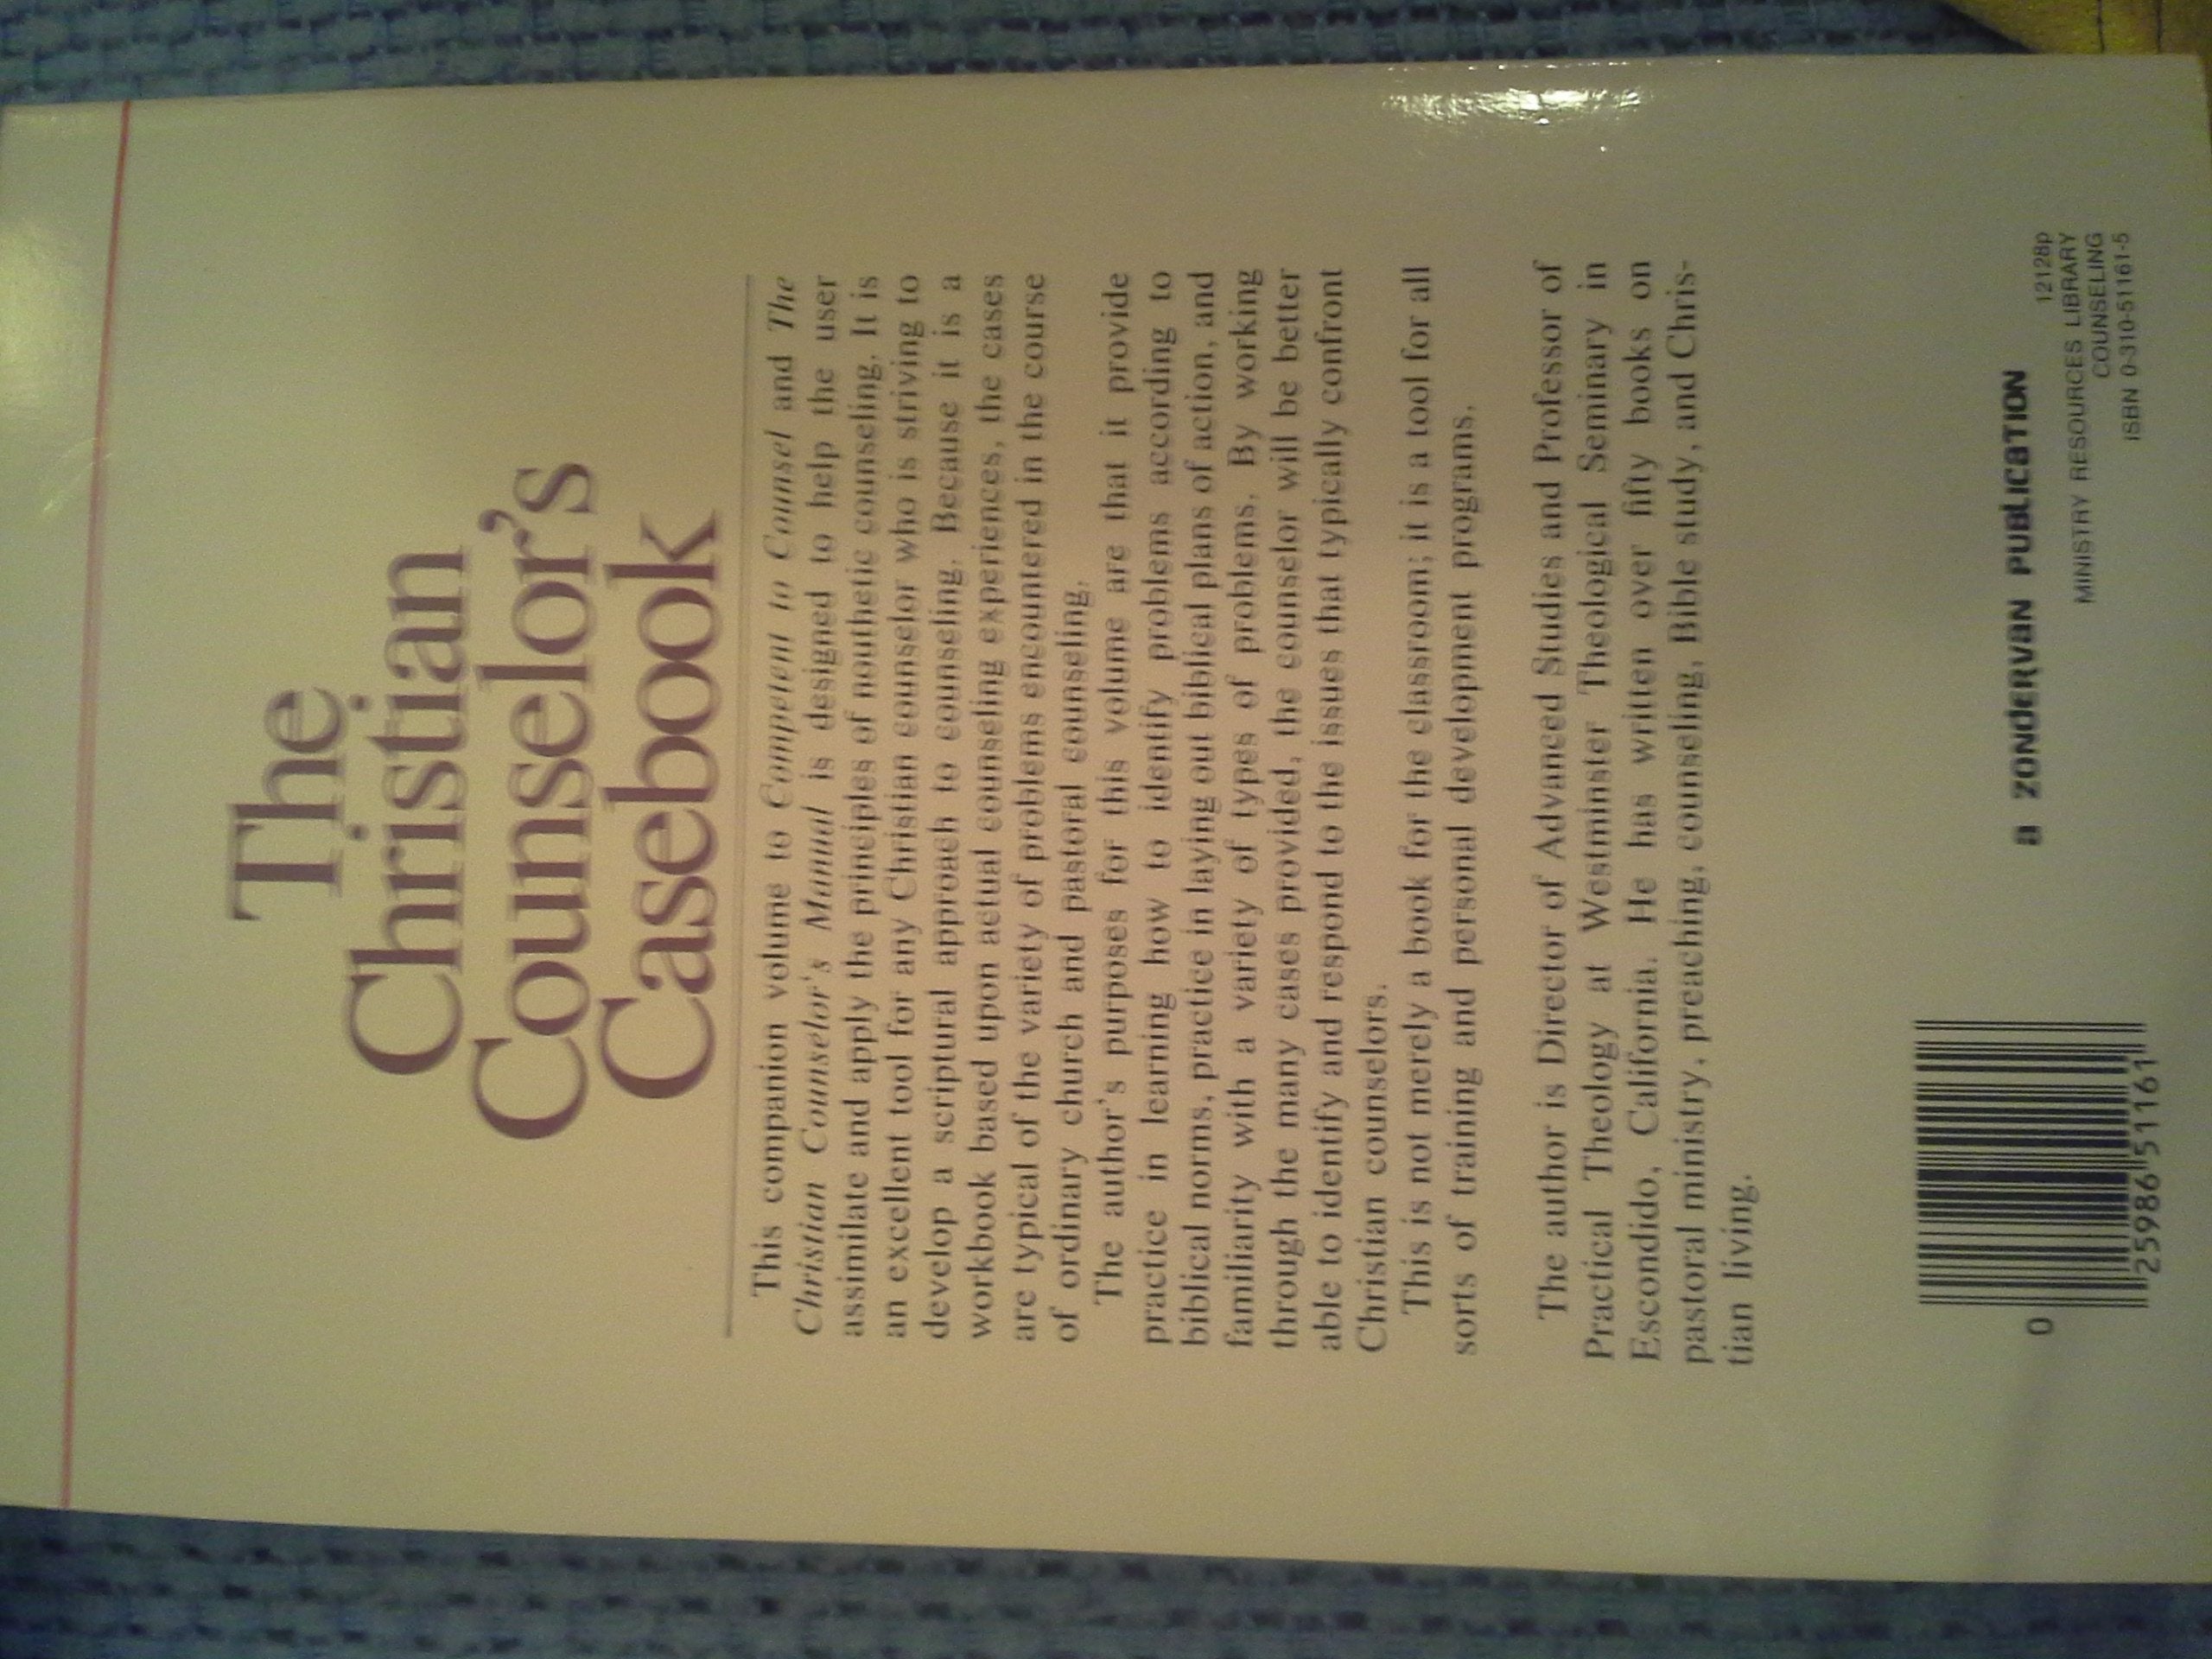 The
Christian
Counselor's
Casebook
This companion volume to Competent to Counsel and The
Christian Counselor's Manual is designed to help the user
assimilate and apply the principles of nouthetic counseling. It is
an excellent tool for any Christian counselor who is striving to
develop a scriptural approach to counseling. Because it is a
workbook based upon actual counseling experiences, the cases
are typical of the variety of problems encountered in the course
of ordinary church and pastoral counseling.
The author's purposes for this volume are that it provide
practice in learning how to identify problems according to
biblical norms, practice in laying out biblical plans of action, and
familiarity with a variety of types of problems. By working
through the many cases provided, the counselor will be better
able to identify and respond to the issues that typically confront
Christian counselors.
This is not merely a book for the classroom; it is a tool for all
sorts of training and personal development programs.
The author is Director of Advanced Studies and Professor of
Practical Theology at Westminster Theological Seminary in
Escondido, California. He has written over fifty books on
pastoral ministry, preaching, counseling, Bible study, and Chris-
tian living.
a ZONDERVAN PUBLICATION
12128p
MINISTRY RESOURCES LIBRARY
COUNSELING
ISBN 0-310-51161-5
0 25986 51161